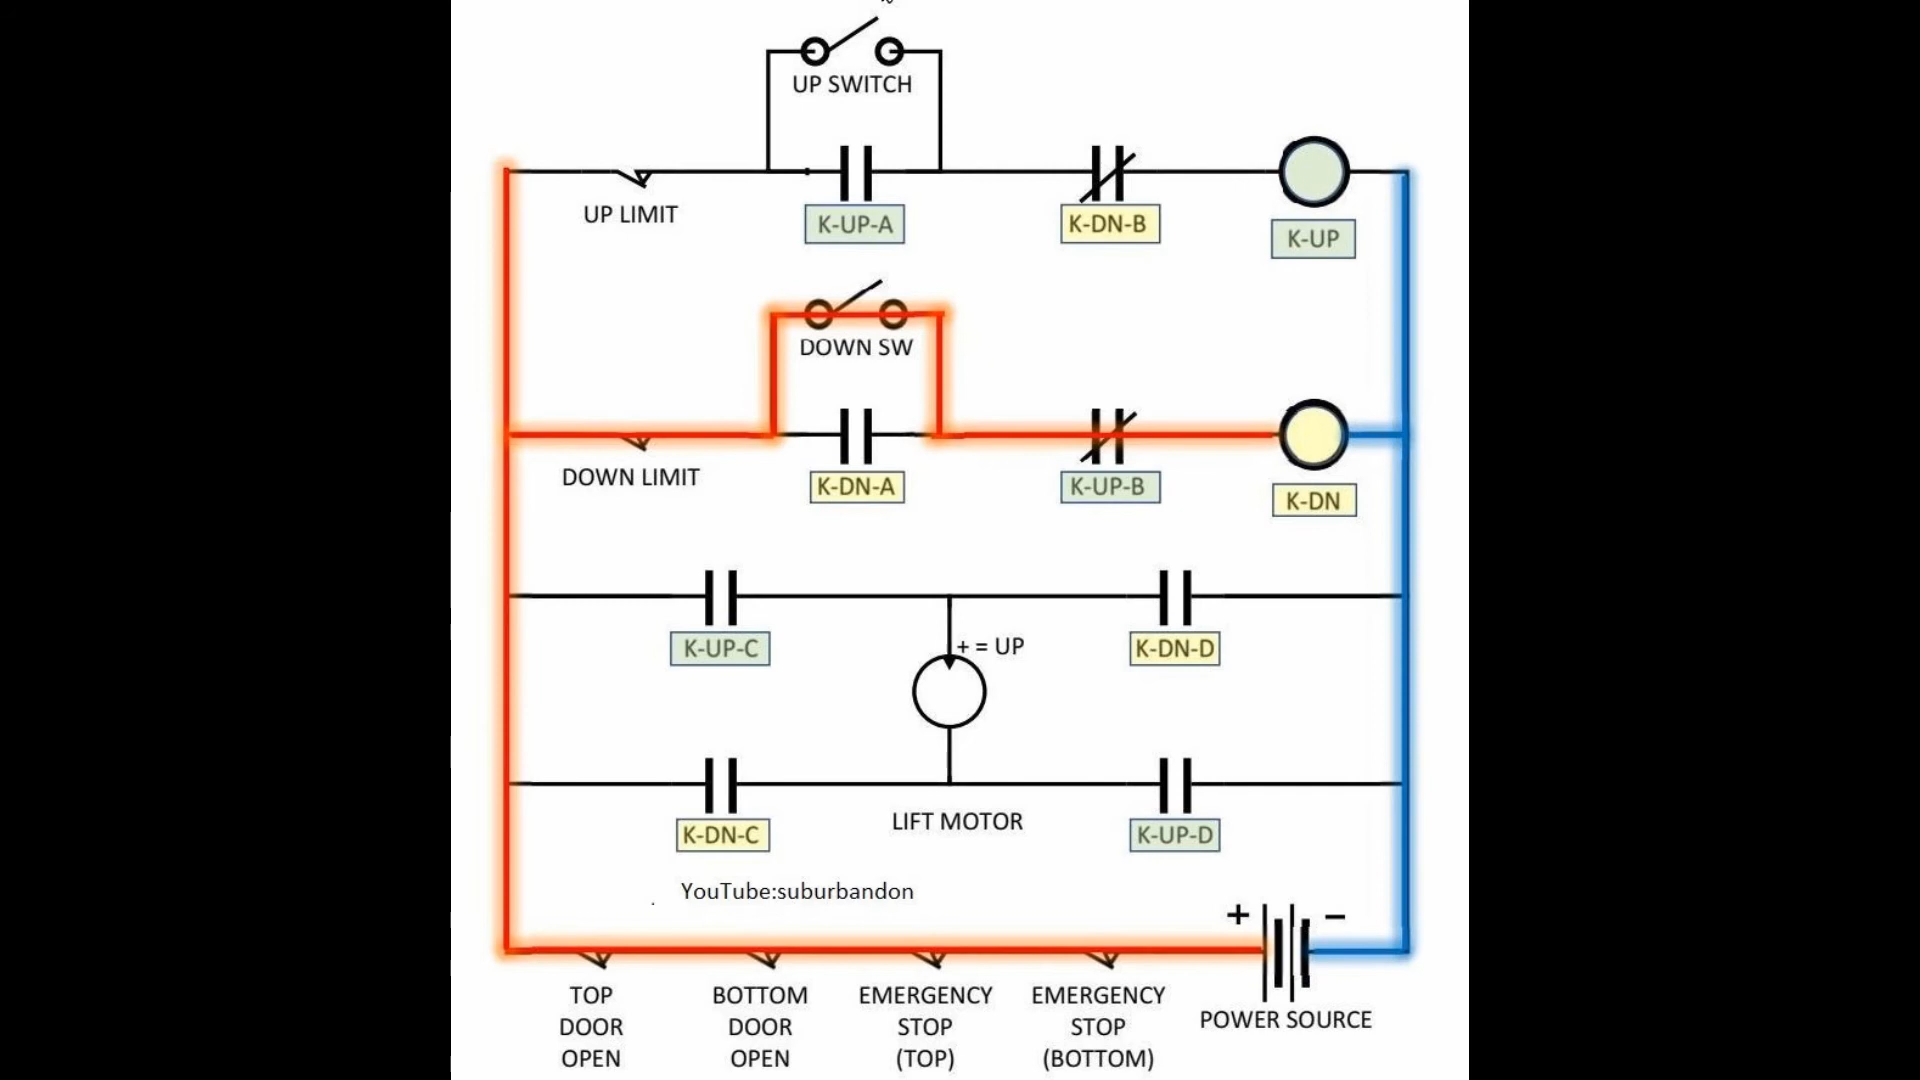 UP SWITCH
UP LIMIT
K-UP-A
K-DN-B
K-UP
DOWN SW
DOWN LIMIT
K-DN-A
K-UP-B
K-DN
+ = UP
K-UP-C
K-DN-D
LIFT MOTOR
K-DN-C
K-UP-D
YouTube:suburbandon
+ −
TOP
DOOR
OPEN
BOTTOM
DOOR
OPEN
EMERGENCY
STOP
(TOP)
EMERGENCY
STOP
(BOTTOM)
POWER SOURCE